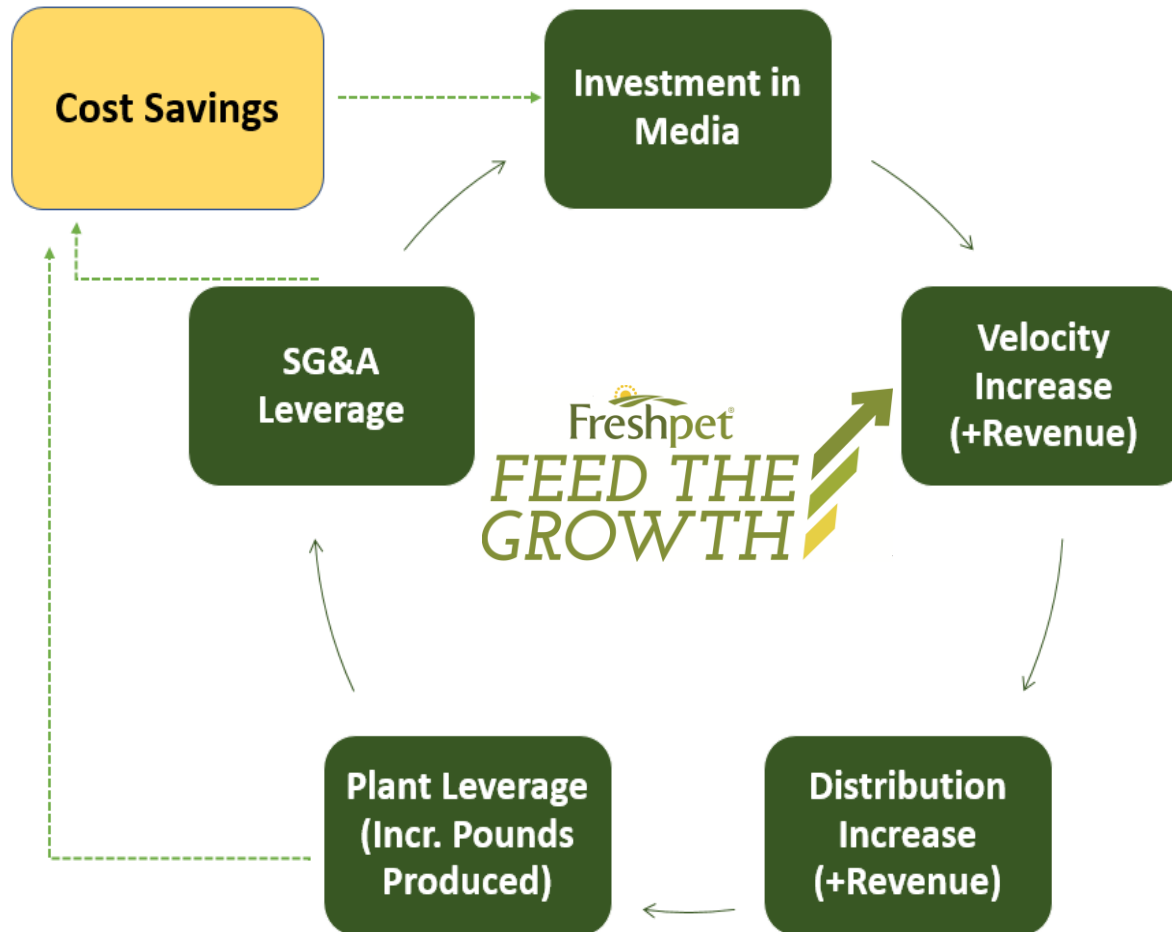 Cost Savings
Investment in
Media
SG&A
Leverage
Velocity
Increase
(+Revenue)
Freshpet®
FEED THE
GROWTH
Plant Leverage
(Incr. Pounds
Produced)
Distribution
Increase
(+Revenue)